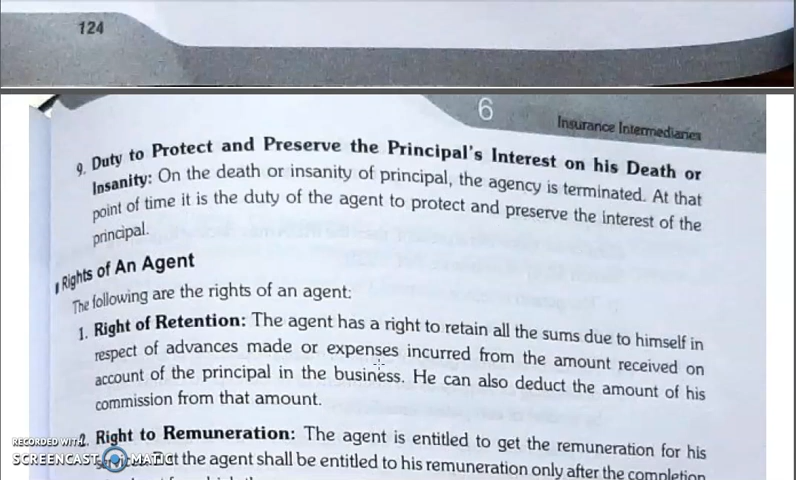 124
6
Insurance Intermediaries
9. Duty to Protect and Preserve the Principal's Interest on his Death or
Insanity: On the death or insanity of principal, the agency is terminated. At that
point of time it is the duty of the agent to protect and preserve the interest of the
principal.
Rights of An Agent
The following are the rights of an agent:
1. Right of Retention: The agent has a right to retain all the sums due to himself in
respect of advances made or expenses incurred from the amount received on
account of the principal in the business. He can also deduct the amount of his
commission from that amount.
2. Right to Remuneration: The agent is entitled to get the remuneration for his
the agent shall be entitled to his remuneration only after the completion
RECORDED WITH
SCREENCAST MATIC